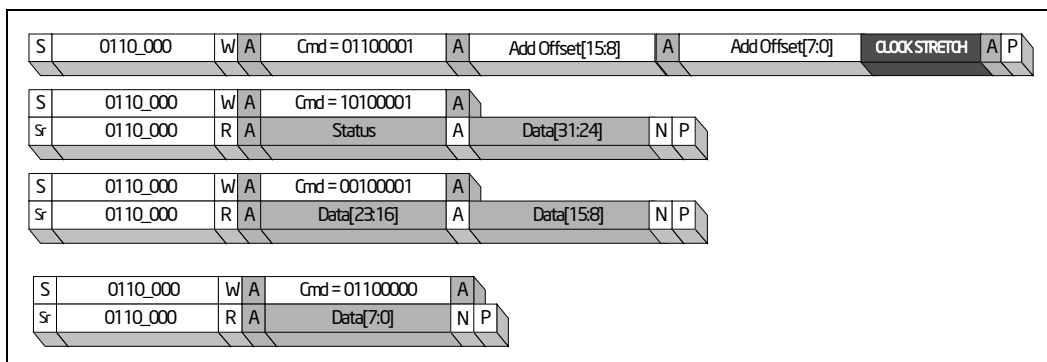 S 0110_000 W A Cmd = 01100001 A Add Offset[15:8] A Add Offset[7:0] CLOCK STRETCH A P
S 0110_000 W A Cmd = 10100001 A
Sr 0110_000 R A Status A Data[31:24] N P
S 0110_000 W A Cmd = 00100001 A
Sr 0110_000 R A Data[23:16] A Data[15:8] N P
S 0110_000 W A Cmd = 01100000 A
Sr 0110_000 R A Data[7:0] N P